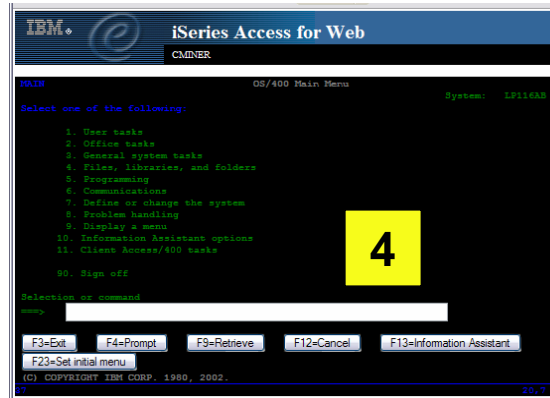 IBM.
iSeries Access for Web
CMINER
MAIN OS/400 Main Menu
System: LP116AB
Select one of the following:
1. User tasks
2. Office tasks
3. General system tasks
4. Files, libraries, and folders
5. Programming
6. Communications
7. Define or change the system
8. Problem handling
9. Display a menu
10. Information Assistant options
11. Client Access/400 tasks
4
90. Sign off
Selection or command
===>
F3=Exit F4=Prompt F9=Retrieve F12=Cancel F13=Information Assistant
F23=Set initial menu
(C) COPYRIGHT IBM CORP. 1980, 2002.
20,7